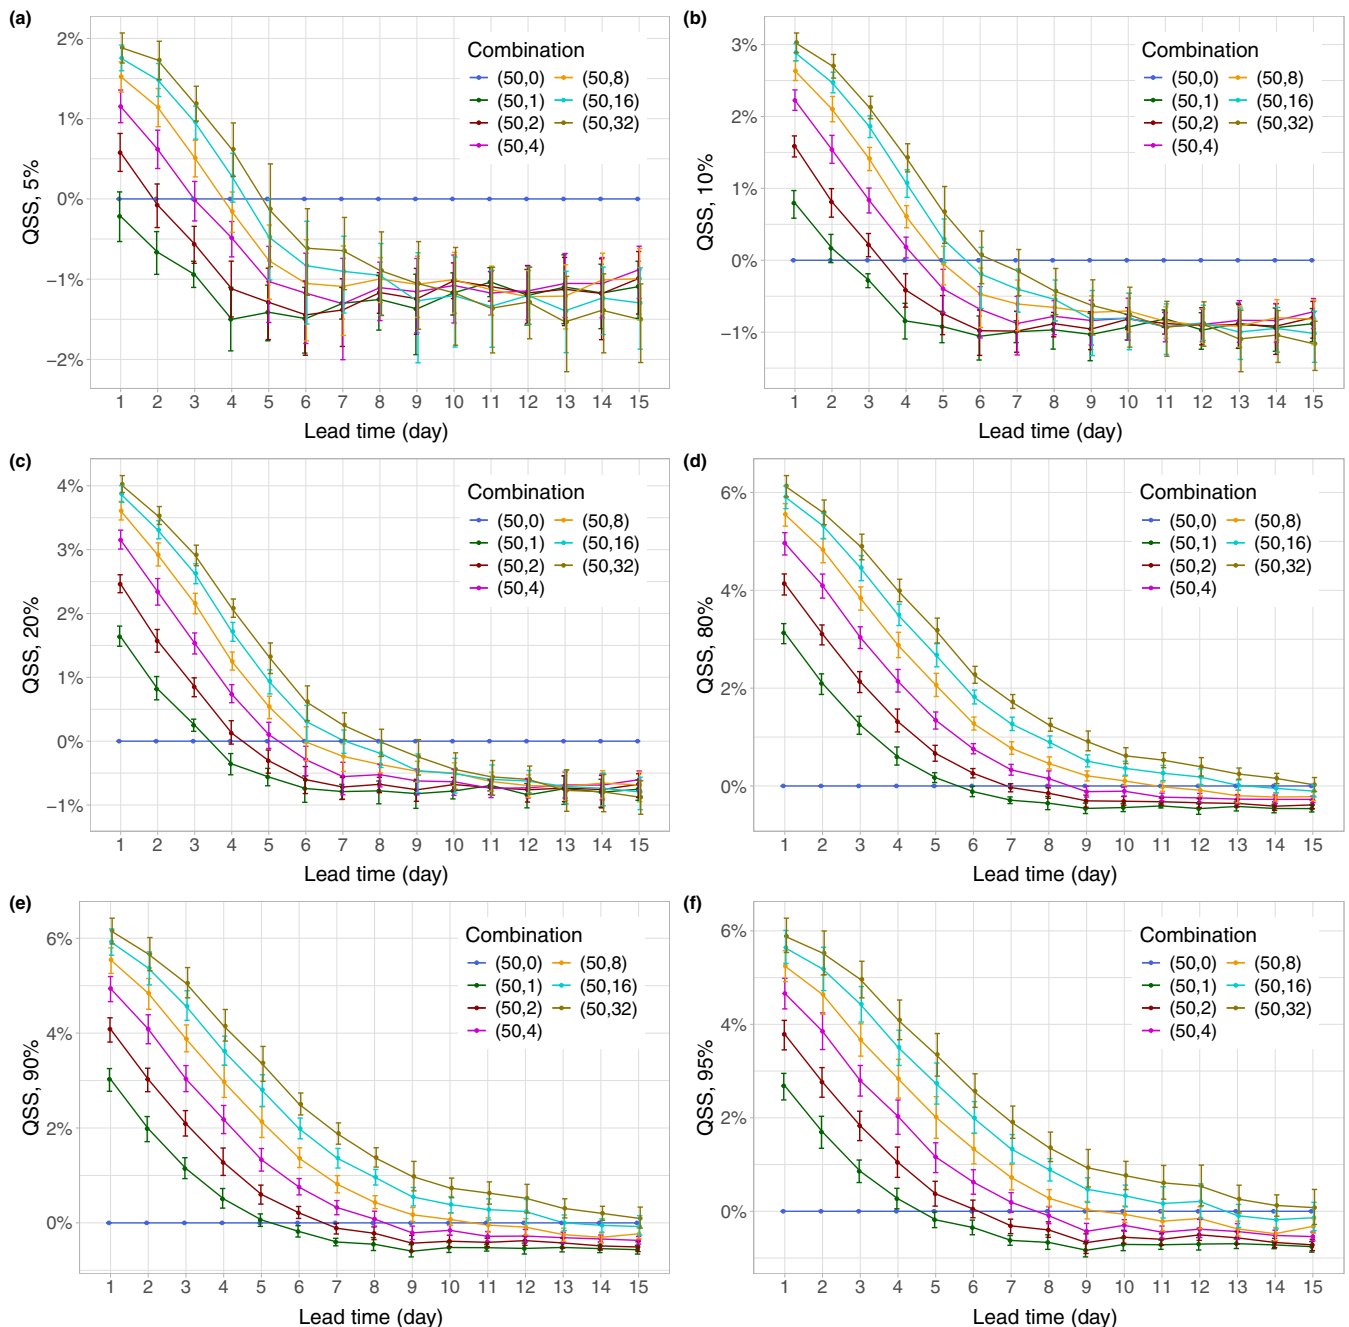 (a)
QSS, 5%
2%
1%
0%
−1%
−2%
Combination
(50,0) (50,8)
(50,1) (50,16)
(50,2) (50,32)
(50,4)
1 2 3 4 5 6 7 8 9 10 11 12 13 14 15
Lead time (day)
(b)
QSS, 10%
3%
2%
1%
0%
−1%
Combination
(50,0) (50,8)
(50,1) (50,16)
(50,2) (50,32)
(50,4)
1 2 3 4 5 6 7 8 9 10 11 12 13 14 15
Lead time (day)
(c)
QSS, 20%
4%
3%
2%
1%
0%
−1%
Combination
(50,0) (50,8)
(50,1) (50,16)
(50,2) (50,32)
(50,4)
1 2 3 4 5 6 7 8 9 10 11 12 13 14 15
Lead time (day)
(d)
QSS, 80%
6%
4%
2%
0%
Combination
(50,0) (50,8)
(50,1) (50,16)
(50,2) (50,32)
(50,4)
1 2 3 4 5 6 7 8 9 10 11 12 13 14 15
Lead time (day)
(e)
QSS, 90%
6%
4%
2%
0%
Combination
(50,0) (50,8)
(50,1) (50,16)
(50,2) (50,32)
(50,4)
1 2 3 4 5 6 7 8 9 10 11 12 13 14 15
Lead time (day)
(f)
QSS, 95%
6%
4%
2%
0%
Combination
(50,0) (50,8)
(50,1) (50,16)
(50,2) (50,32)
(50,4)
1 2 3 4 5 6 7 8 9 10 11 12 13 14 15
Lead time (day)